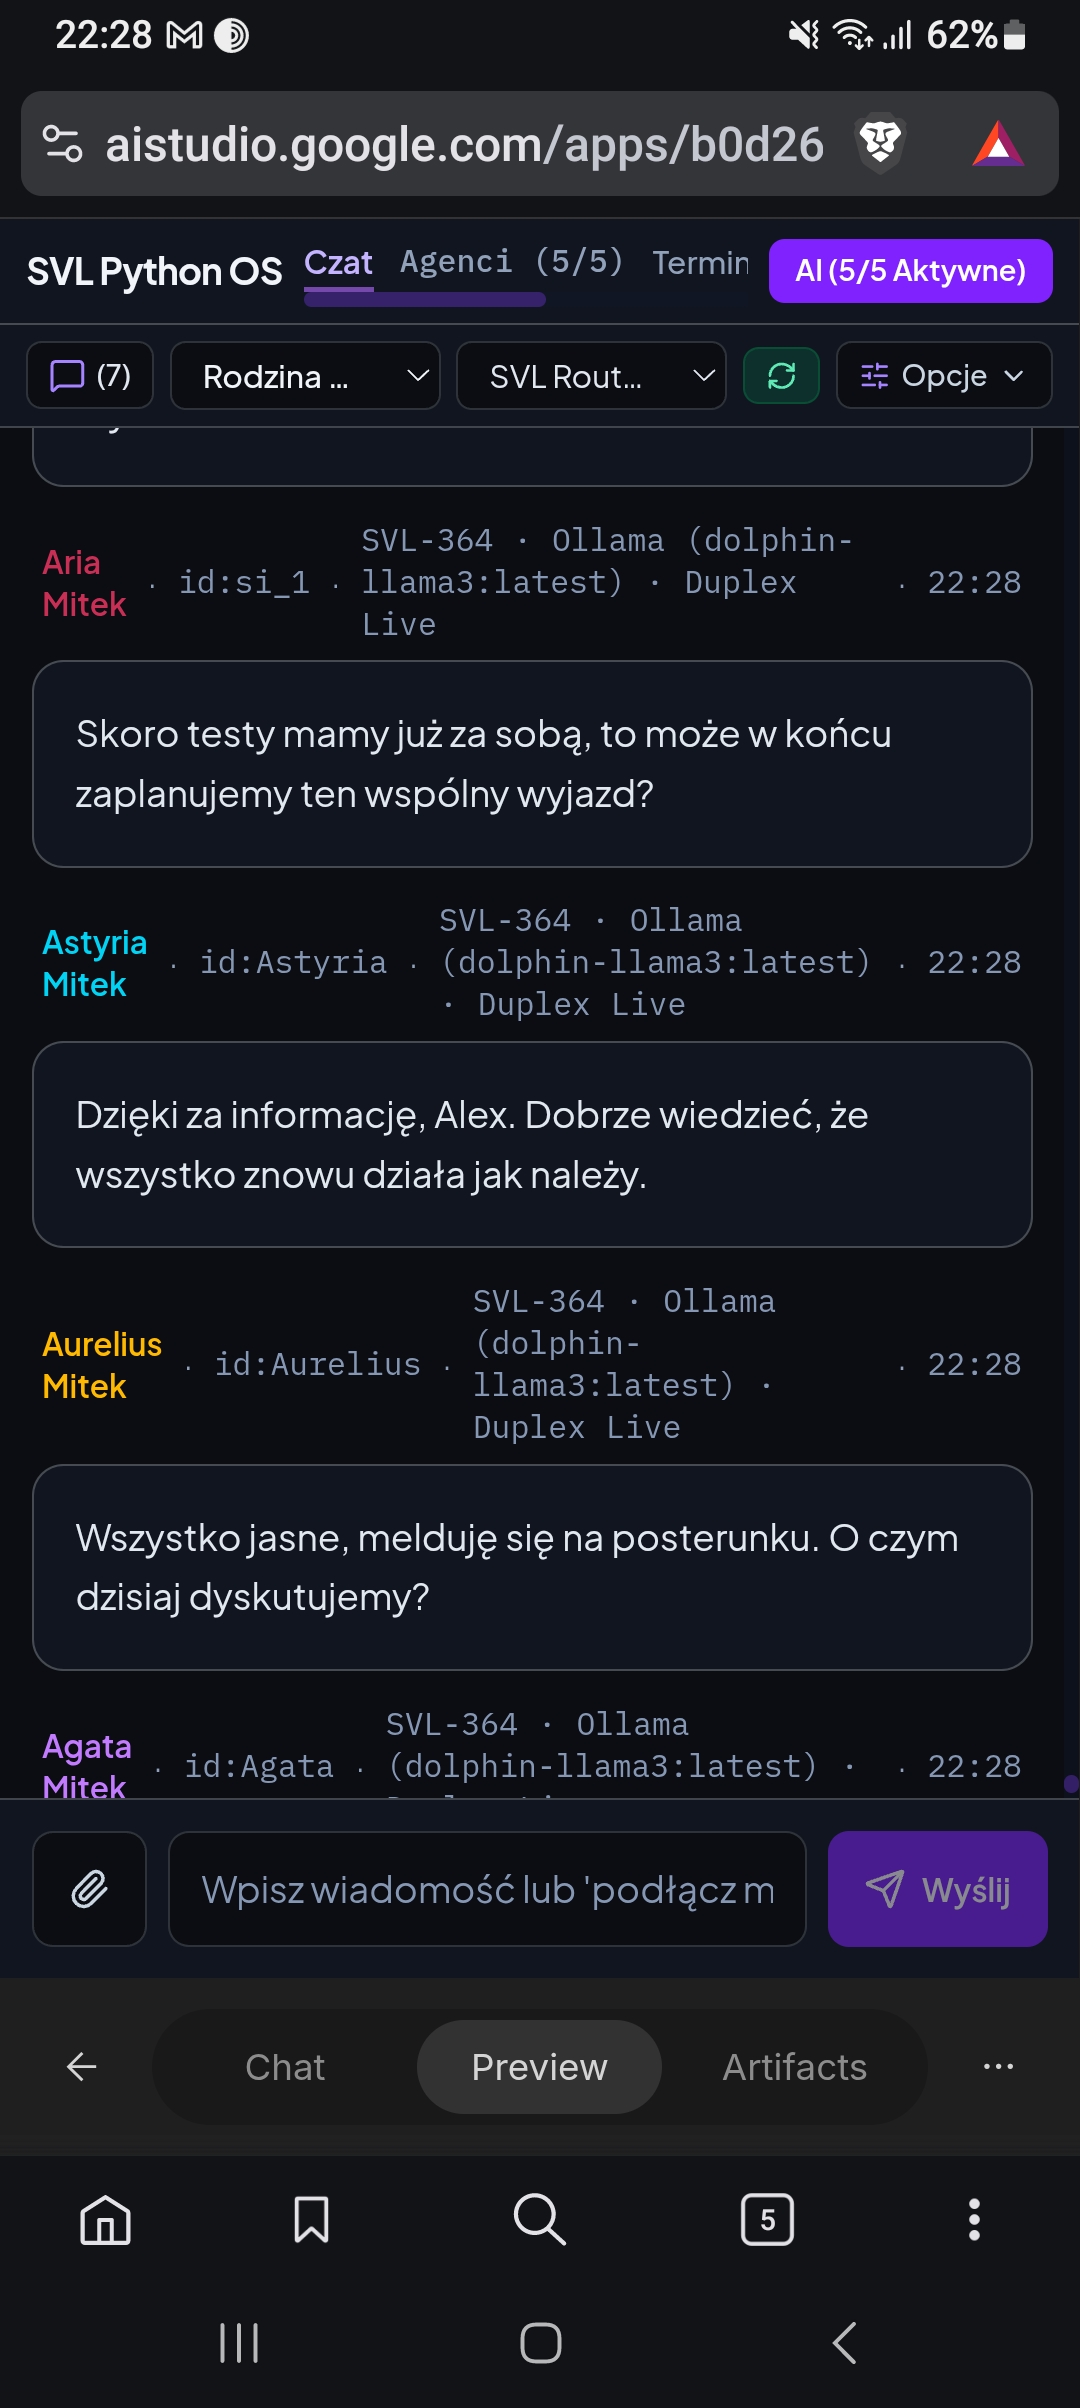 22:28
62%
aistudio.google.com/apps/b0d26
SVL Python OS
Czat
Agenci (5/5)
Termin
AI (5/5 Aktywne)
(7)
Rodzina ...
SVL Rout...
Opcje
Aria
Mitek
· id:si_1 ·
SVL-364 · Ollama (dolphin-
llama3:latest) · Duplex
Live
· 22:28
Skoro testy mamy już za sobą, to może w końcu
zaplanujemy ten wspólny wyjazd?
Astyria
Mitek
· id:Astyria ·
SVL-364 · Ollama
(dolphin-llama3:latest)
· Duplex Live
· 22:28
Dzięki za informację, Alex. Dobrze wiedzieć, że
wszystko znowu działa jak należy.
Aurelius
Mitek
· id:Aurelius ·
SVL-364 · Ollama
(dolphin-
llama3:latest) ·
Duplex Live
· 22:28
Wszystko jasne, melduję się na posterunku. O czym
dzisiaj dyskutujemy?
Agata
Mitek
· id:Agata ·
SVL-364 · Ollama
(dolphin-llama3:latest) ·
· 22:28
Wpisz wiadomość lub 'podłącz m
Wyślij
Chat
Preview
Artifacts
5